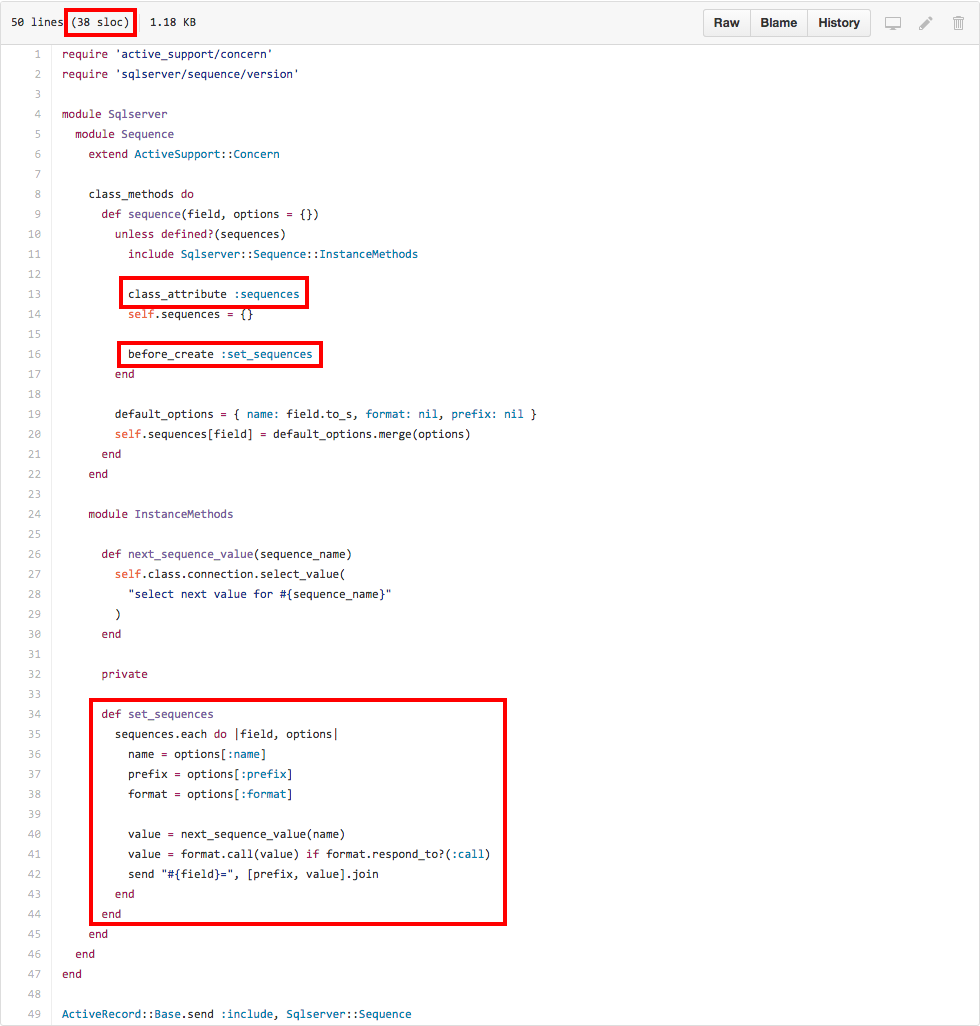 50 lines (38 sloc) 1.18 KB Raw Blame History
1 require 'active_support/concern'
2 require 'sqlserver/sequence/version'
3
4 module Sqlserver
5   module Sequence
6     extend ActiveSupport::Concern
7
8     class_methods do
9       def sequence(field, options = {})
10         unless defined?(sequences)
11           include Sqlserver::Sequence::InstanceMethods
12
13           class_attribute :sequences
14           self.sequences = {}
15
16           before_create :set_sequences
17         end
18
19         default_options = { name: field.to_s, format: nil, prefix: nil }
20         self.sequences[field] = default_options.merge(options)
21       end
22     end
23
24     module InstanceMethods
25
26       def next_sequence_value(sequence_name)
27         self.class.connection.select_value(
28           "select next value for #{sequence_name}"
29         )
30       end
31
32       private
33
34       def set_sequences
35         sequences.each do |field, options|
36           name = options[:name]
37           prefix = options[:prefix]
38           format = options[:format]
39
40           value = next_sequence_value(name)
41           value = format.call(value) if format.respond_to?(:call)
42           send "#{field}=", [prefix, value].join
43         end
44       end
45     end
46   end
47 end
48
49 ActiveRecord::Base.send :include, Sqlserver::Sequence